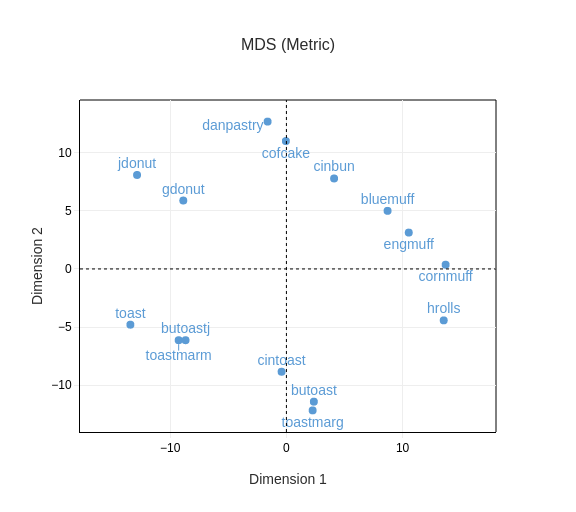 MDS (Metric)
danpastry
cofcake
jdonut
cinbun
gdonut
bluemuff
engmuff
cornmuff
hrolls
toast
butoastj
toastmarm
cintoast
butoast
toastmarg
10
5
0
−5
−10
−10
0
10
Dimension 2
Dimension 1